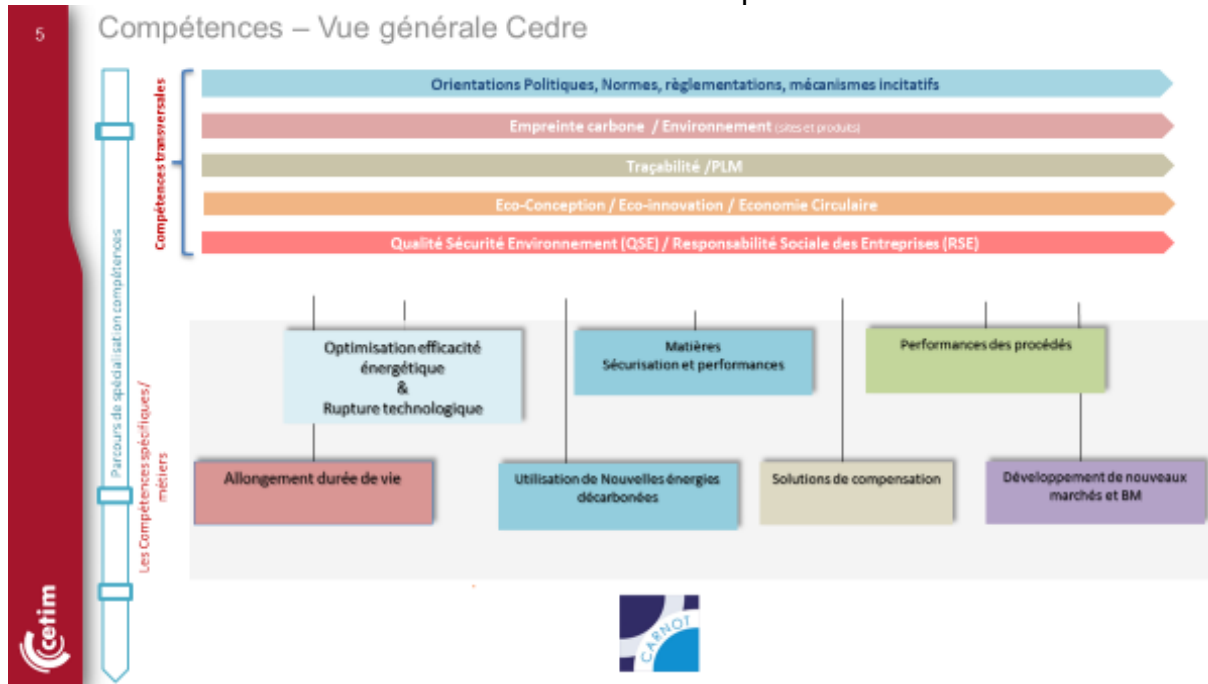 5
Compétences – Vue générale Cedre
Parcours de spécialisation compétences
Compétences transversales
Orientations Politiques, Normes, règlementations, mécanismes incitatifs
Empreinte carbone / Environnement (sites et produits)
Traçabilité /PLM
Eco-Conception / Eco-innovation / Economie Circulaire
Qualité Sécurité Environnement (QSE) / Responsabilité Sociale des Entreprises (RSE)
Les Compétences spécifiques/
métiers
Optimisation efficacité
énergétique
&
Rupture technologique
Matières
Sécurisation et performances
Performances des procédés
Allongement durée de vie
Utilisation de Nouvelles énergies
décarbonées
Solutions de compensation
Développement de nouveaux
marchés et BM
cetim
CARNOT